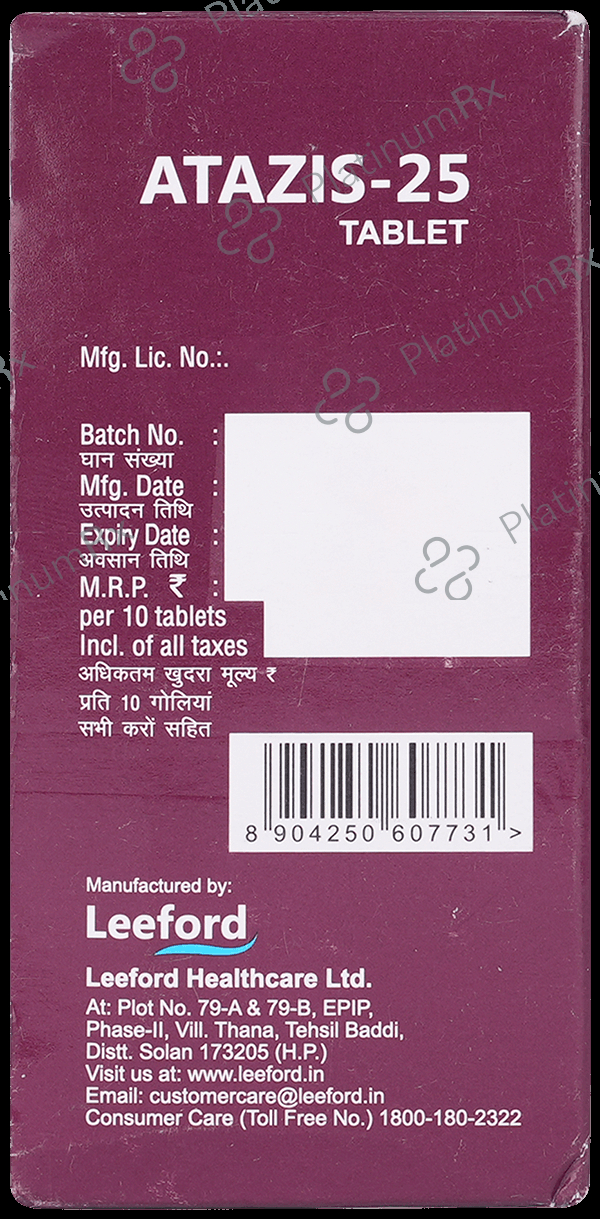 ATAZIS-25
TABLET
Mfg. Lic. No.:.
Batch No. :
घान संख्या
Mfg. Date :
उत्पादन तिथि
Expiry Date :
अवसान तिथि
M.R.P. ₹ :
per 10 tablets
Incl. of all taxes
अधिकतम खुदरा मूल्य ₹
प्रति 10 गोलियां
सभी करों सहित
8 904250 607731 >
Manufactured by:
Leeford
Leeford Healthcare Ltd.
At: Plot No. 79-A & 79-B, EPIP,
Phase-II, Vill. Thana, Tehsil Baddi,
Distt. Solan 173205 (H.P.)
Visit us at: www.leeford.in
Email: customercare@leeford.in
Consumer Care (Toll Free No.) 1800-180-2322
PlatinumRx
PlatinumRx